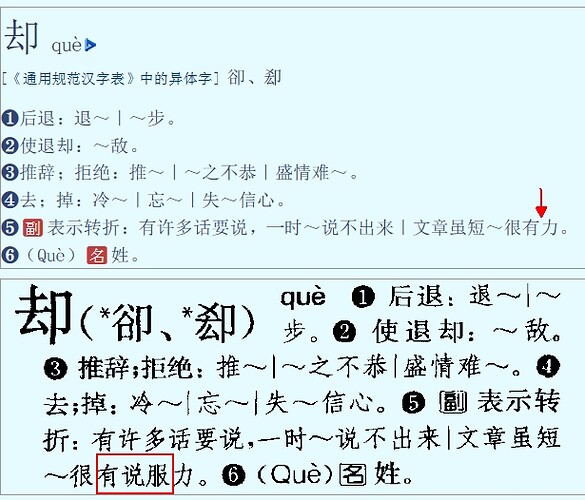 却 què
[《通用规范汉字表》中的异体字] 卻、郄
❶后退：退～｜～步。
❷使退却：～敌。
❸推辞；拒绝：推～｜～之不恭｜盛情难～。
❹去；掉：冷～｜忘～｜失～信心。
❺副表示转折：有许多话要说，一时～说不出来｜文章虽短～很有力。
❻（Què）名姓。
却(*卻、*郄) què ❶ 后退：退～|～
步。❷ 使退却：～敌。
❸ 推辞;拒绝：推～|～之不恭|盛情难～。❹
去;掉：冷～|忘～|失～信心。❺ 副 表示转
折：有许多话要说，一时～说不出来|文章虽短
～很有说服力。❻（Què）名 姓。